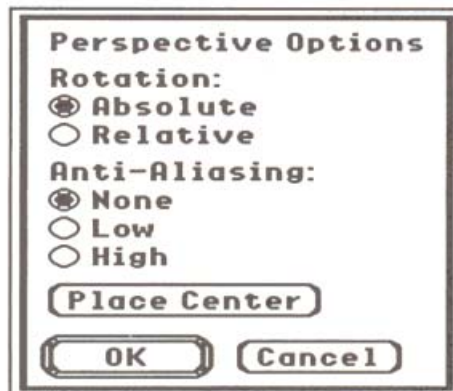 Perspective Options
Rotation:
Absolute
Relative
Anti-Aliasing:
None
Low
High
Place Center
OK Cancel